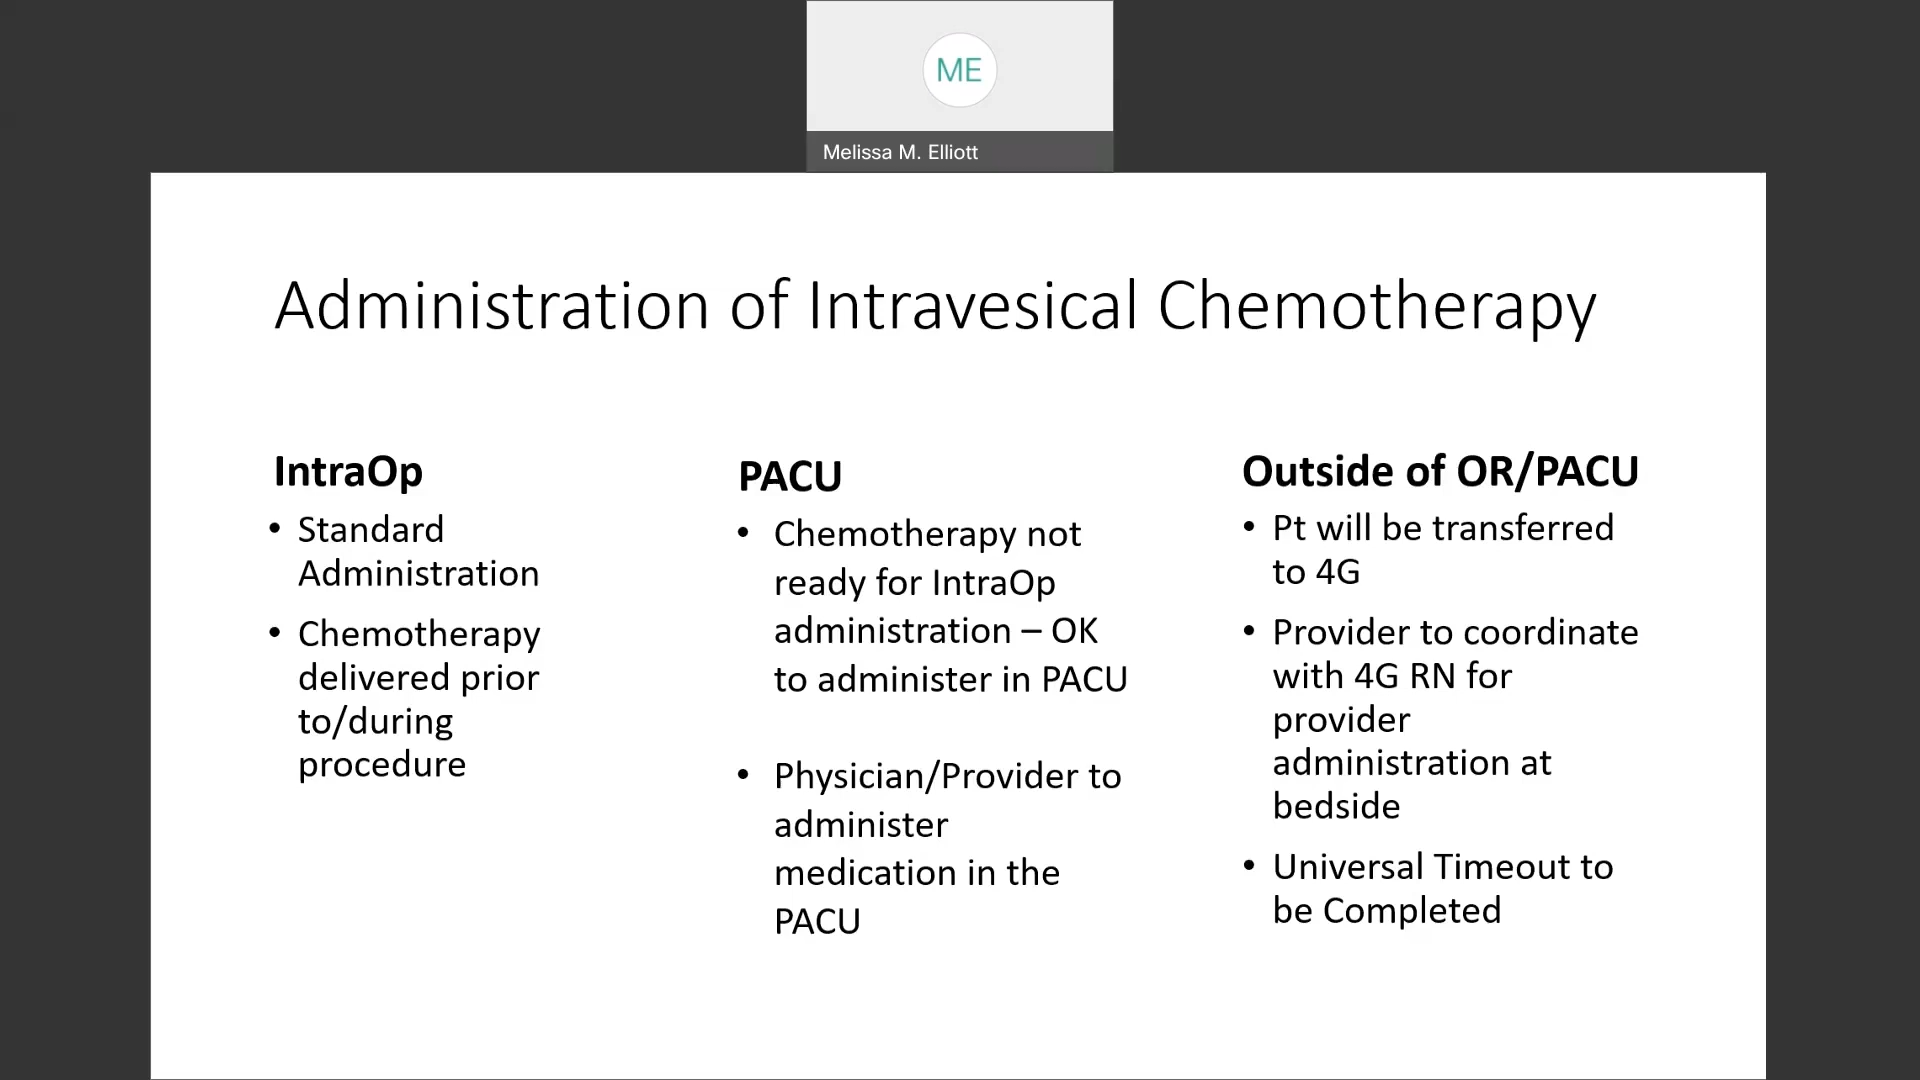 ME
Melissa M. Elliott
Administration of Intravesical Chemotherapy
IntraOp
• Standard
Administration
• Chemotherapy
delivered prior
to/during
procedure
PACU
• Chemotherapy not
ready for IntraOp
administration – OK
to administer in PACU
• Physician/Provider to
administer
medication in the
PACU
Outside of OR/PACU
• Pt will be transferred
to 4G
• Provider to coordinate
with 4G RN for
provider
administration at
bedside
• Universal Timeout to
be Completed